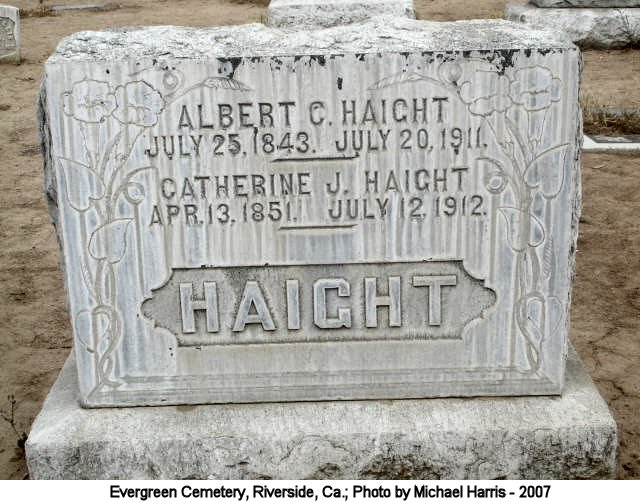 ALBERT C. HAIGHT
JULY 25, 1843. JULY 20, 1911.
CATHERINE J. HAIGHT
APR. 13, 1851. JULY 12, 1912.
HAIGHT
Evergreen Cemetery, Riverside, Ca.; Photo by Michael Harris - 2007